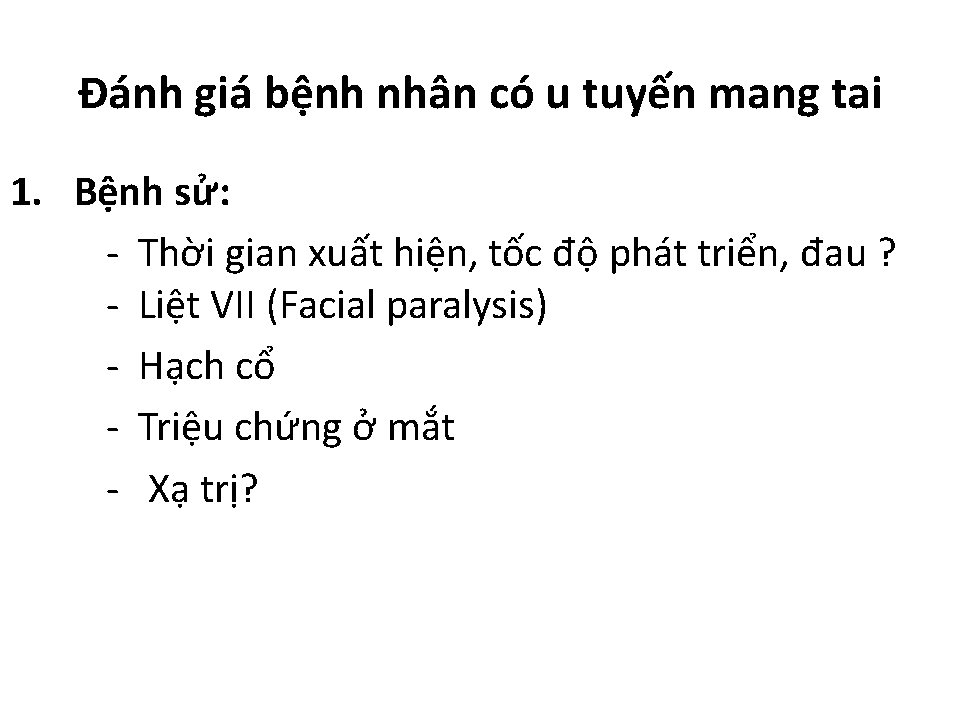 Đánh giá bệnh nhân có u tuyến mang tai
1. Bệnh sử:
- Thời gian xuất hiện, tốc độ phát triển, đau ?
- Liệt VII (Facial paralysis)
- Hạch cổ
- Triệu chứng ở mắt
- Xạ trị?